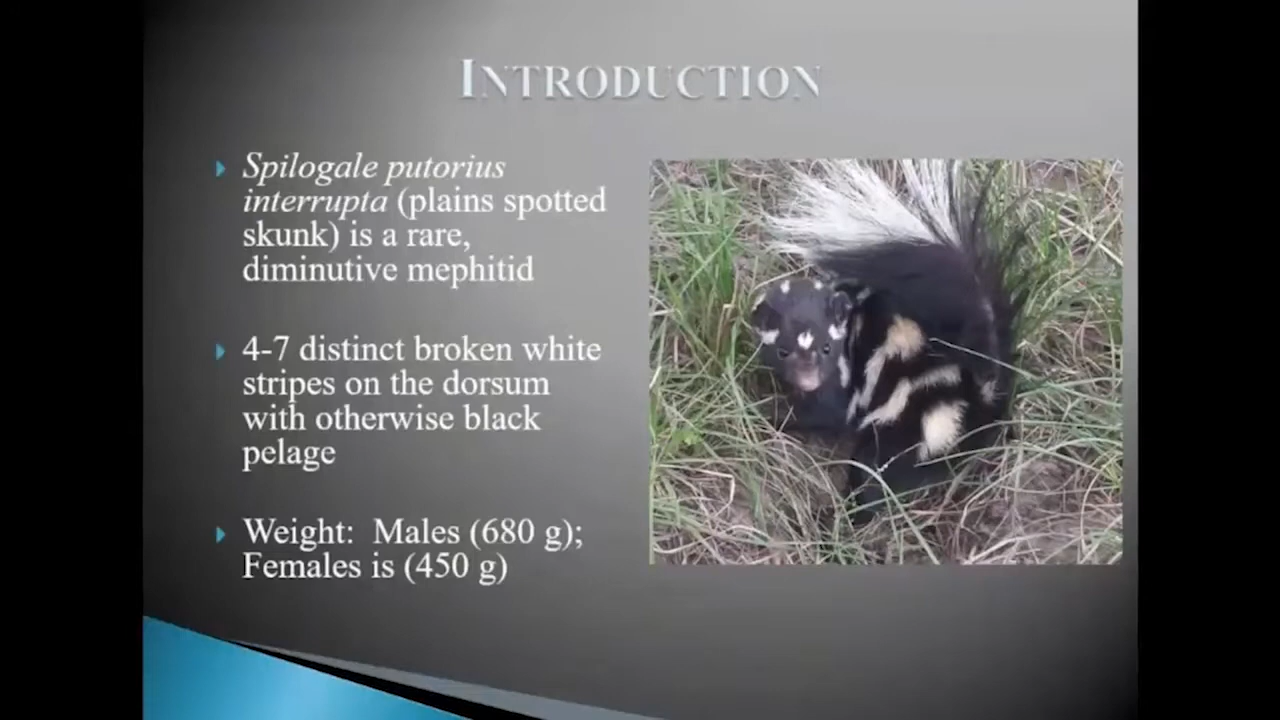 INTRODUCTION
Spilogale putorius
interrupta (plains spotted
skunk) is a rare,
diminutive mephitid
4-7 distinct broken white
stripes on the dorsum
with otherwise black
pelage
Weight:  Males (680 g);
Females is (450 g)